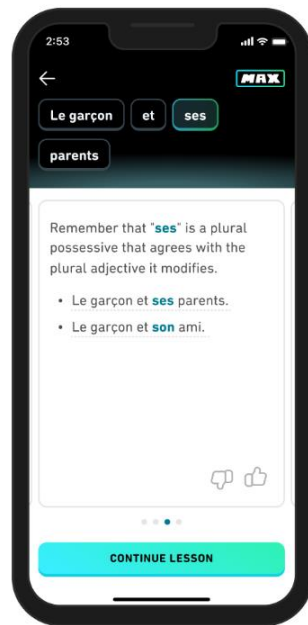 2:53
MAX
Le garçon et ses
parents
Remember that "ses" is a plural
possessive that agrees with the
plural adjective it modifies.
• Le garçon et ses parents.
• Le garçon et son ami.
CONTINUE LESSON